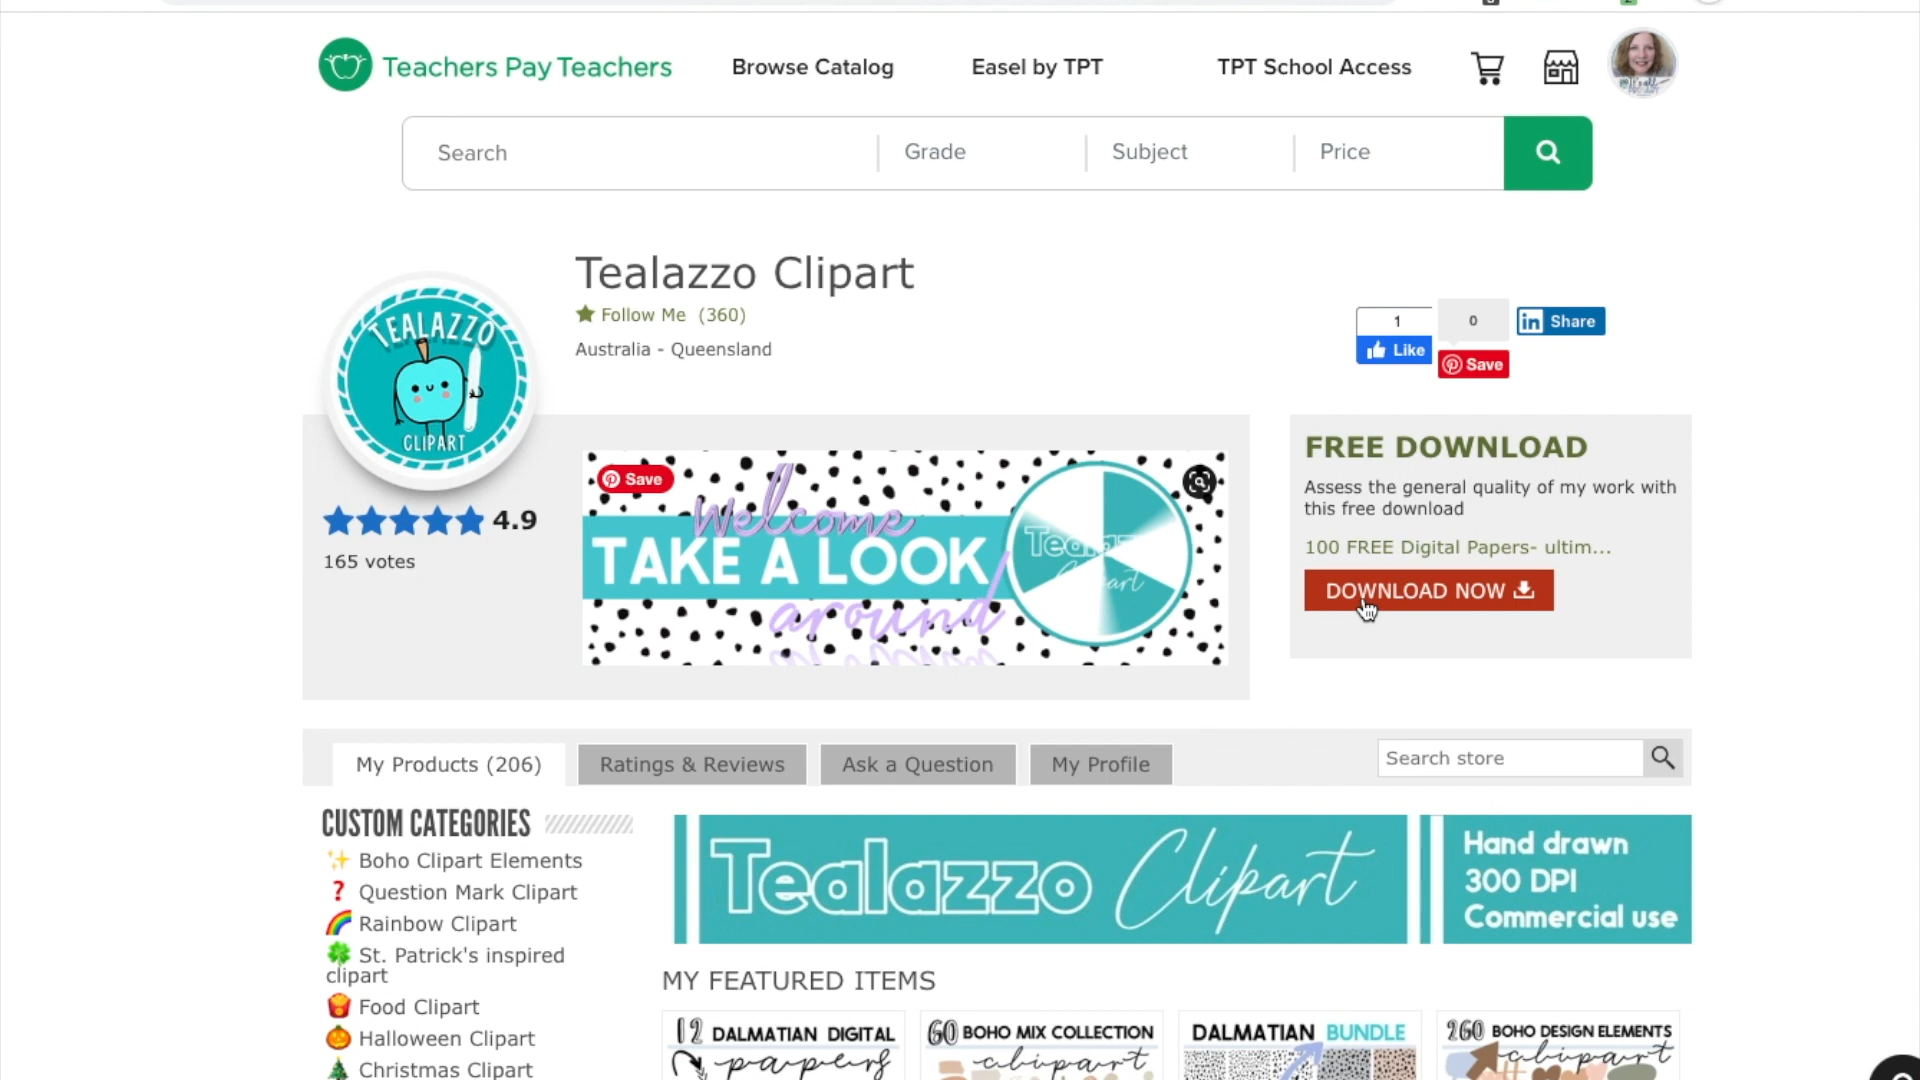 Teachers Pay Teachers
Browse Catalog
Easel by TPT
TPT School Access
Search
Grade
Subject
Price
Tealazzo Clipart
Follow Me (360)
Australia - Queensland
1
Like
0
Save
in Share
TEALAZZO
CLIPART
4.9
165 votes
Save
Welcome
TAKE A LOOK
around
FREE DOWNLOAD
Assess the general quality of my work with
this free download
100 FREE Digital Papers- ultim...
DOWNLOAD NOW
My Products (206)
Ratings & Reviews
Ask a Question
My Profile
Search store
CUSTOM CATEGORIES
Boho Clipart Elements
Question Mark Clipart
Rainbow Clipart
St. Patrick's inspired
clipart
Food Clipart
Halloween Clipart
Christmas Clipart
Tealazzo Clipart
Hand drawn
300 DPI
Commercial use
MY FEATURED ITEMS
12 DALMATIAN DIGITAL
papers
60 BOHO MIX COLLECTION
clipart
DALMATIAN BUNDLE
260 BOHO DESIGN ELEMENTS
clipart